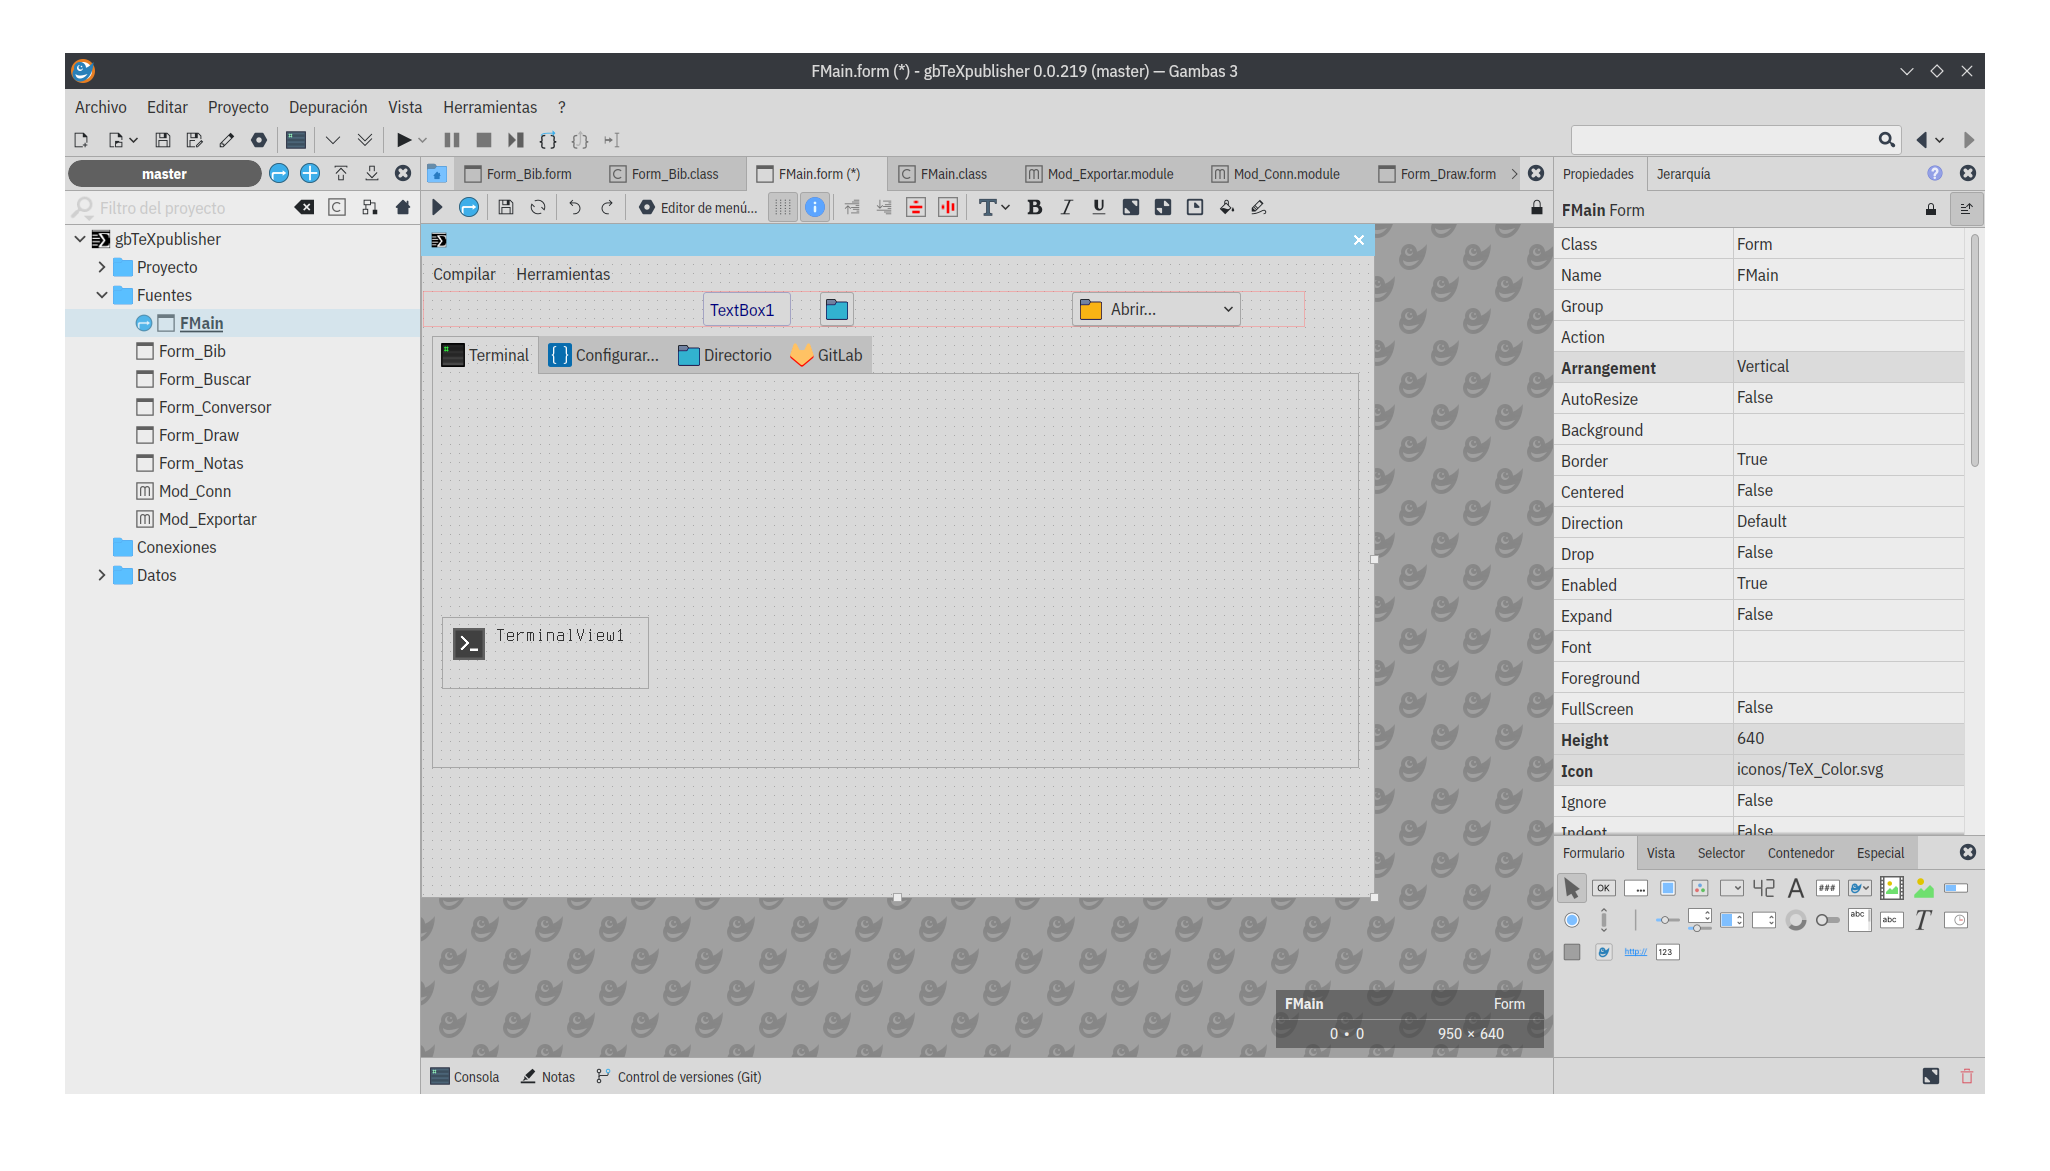 FMain.form (*) - gbTeXpublisher 0.0.219 (master) — Gambas 3
Archivo Editar Proyecto Depuración Vista Herramientas ?
master
Filtro del proyecto
gbTeXpublisher
Proyecto
Fuentes
FMain
Form_Bib
Form_Buscar
Form_Conversor
Form_Draw
Form_Notas
Mod_Conn
Mod_Exportar
Conexiones
Datos
Form_Bib.form Form_Bib.class FMain.form (*) FMain.class Mod_Exportar.module Mod_Conn.module Form_Draw.form
Editor de menú...
Compilar Herramientas
TextBox1 Abrir...
Terminal Configurar... Directorio GitLab
TerminalView1
FMain Form
0 • 0 950 × 640
Consola Notas Control de versiones (Git)
Propiedades Jerarquía
FMain Form
Class Form
Name FMain
Group
Action
Arrangement Vertical
AutoResize False
Background
Border True
Centered False
Direction Default
Drop False
Enabled True
Expand False
Font
Foreground
FullScreen False
Height 640
Icon iconos/TeX_Color.svg
Ignore False
Indent False
Formulario Vista Selector Contenedor Especial
OK ... 42 A ###
abc abc T
http:// 123